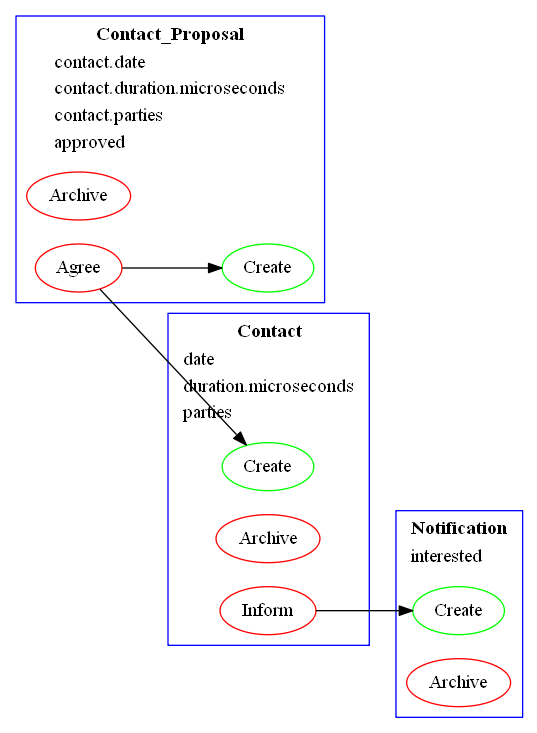 Contact_Proposal
contact.date
contact.duration.microseconds
contact.parties
approved
Archive
Agree
Create
Contact
date
duration.microseconds
parties
Create
Archive
Inform
Notification
interested
Create
Archive